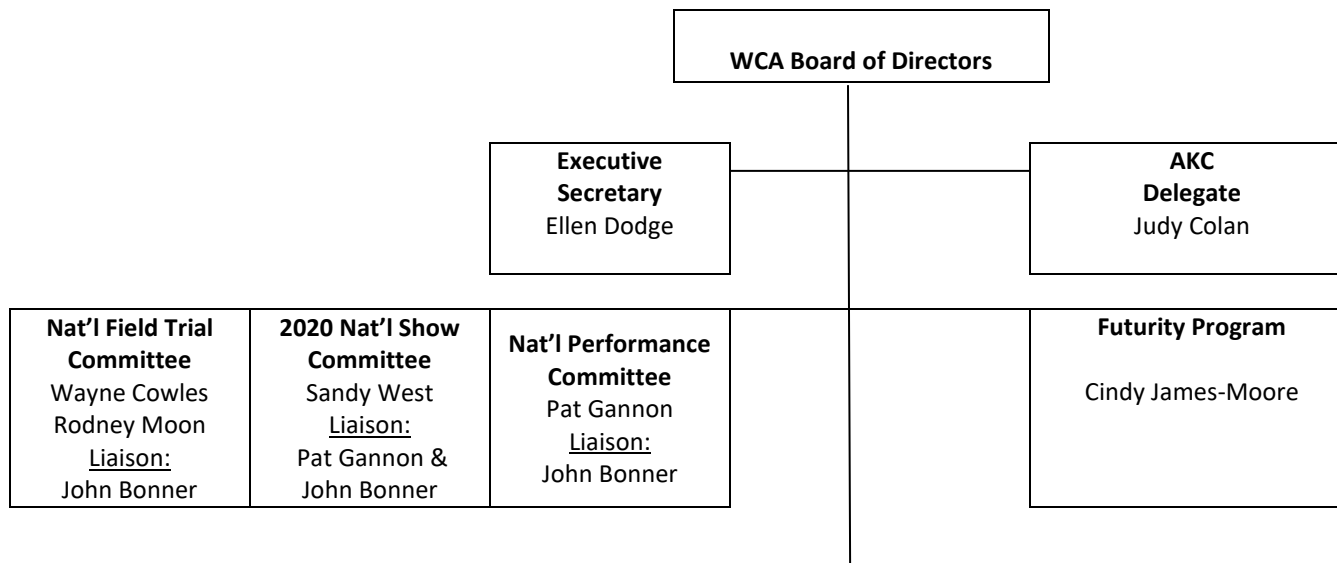 WCA Board of Directors
Executive
Secretary
Ellen Dodge
AKC
Delegate
Judy Colan
Nat’l Field Trial
Committee
Wayne Cowles
Rodney Moon
Liaison:
John Bonner
2020 Nat’l Show
Committee
Sandy West
Liaison:
Pat Gannon &
John Bonner
Nat’l Performance
Committee
Pat Gannon
Liaison:
John Bonner
Futurity Program
Cindy James-Moore